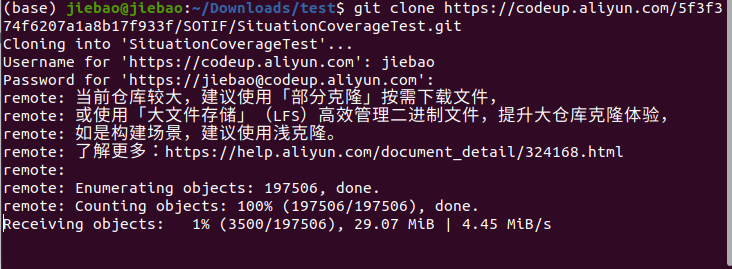 (base) jiebao@jiebao:~/Downloads/test$ git clone https://codeup.aliyun.com/5f3f3
74f6207a1a8b17f933f/SOTIF/SituationCoverageTest.git
Cloning into 'SituationCoverageTest'...
Username for 'https://codeup.aliyun.com': jiebao
Password for 'https://jiebao@codeup.aliyun.com':
remote: 当前仓库较大，建议使用「部分克隆」按需下载文件，
remote: 或使用「大文件存储」（LFS）高效管理二进制文件，提升大仓库克隆体验，
remote: 如是构建场景，建议使用浅克隆。
remote: 了解更多：https://help.aliyun.com/document_detail/324168.html
remote:
remote: Enumerating objects: 197506, done.
remote: Counting objects: 100% (197506/197506), done.
Receiving objects:   1% (3500/197506), 29.07 MiB | 4.45 MiB/s